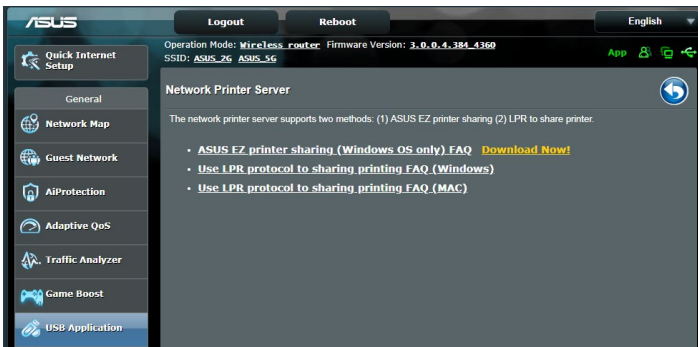 ASUS
Logout
Reboot
English
Quick Internet
Setup
Operation Mode: Wireless router Firmware Version: 3.0.0.4.384_4360
SSID: ASUS_2G ASUS_5G
App
General
Network Map
Guest Network
AiProtection
Adaptive QoS
Traffic Analyzer
Game Boost
USB Application
Network Printer Server
The network printer server supports two methods: (1) ASUS EZ printer sharing (2) LPR to share printer.
ASUS EZ printer sharing (Windows OS only) FAQ Download Now!
Use LPR protocol to sharing printing FAQ (Windows)
Use LPR protocol to sharing printing FAQ (MAC)